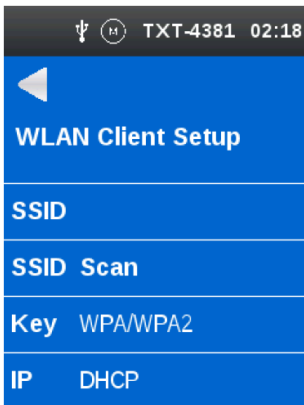 M TXT-4381 02:18
WLAN Client Setup
SSID
SSID Scan
Key WPA/WPA2
IP DHCP